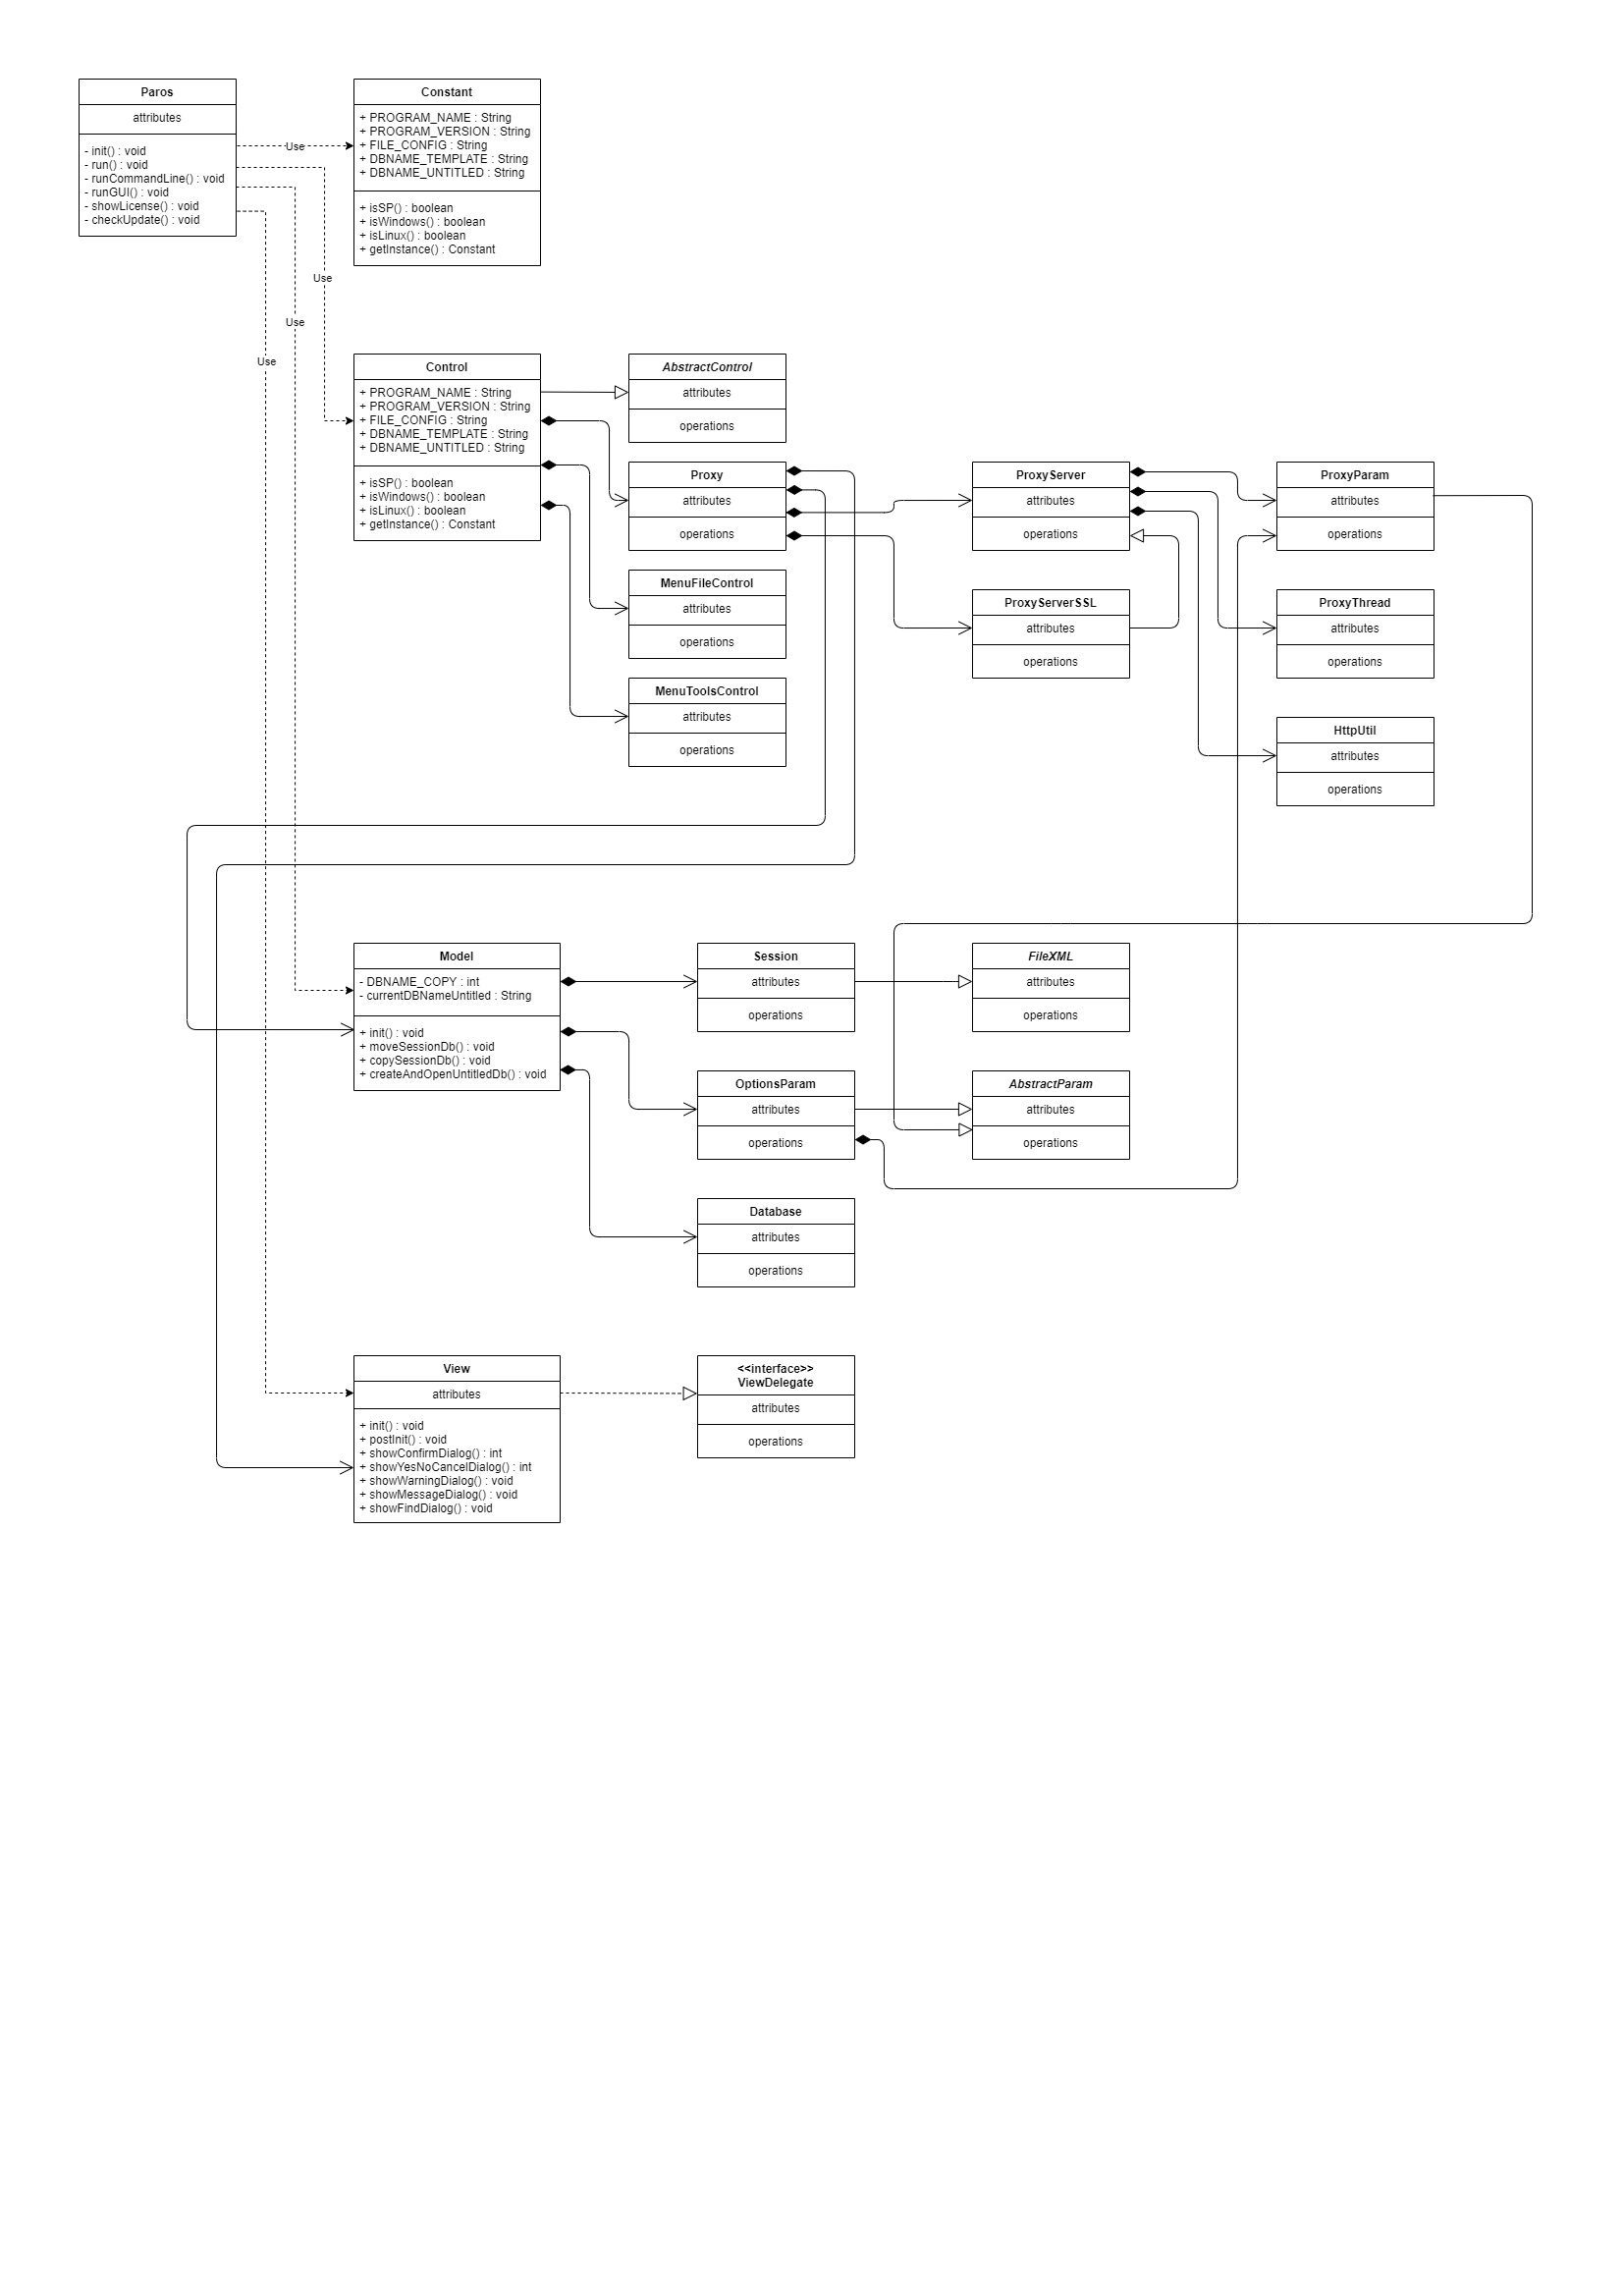 Paros
attributes
- init() : void
- run() : void
- runCommandLine() : void
- runGUI() : void
- showLicense() : void
- checkUpdate() : void
Constant
+ PROGRAM_NAME : String
+ PROGRAM_VERSION : String
+ FILE_CONFIG : String
+ DBNAME_TEMPLATE : String
+ DBNAME_UNTITLED : String
+ isSP() : boolean
+ isWindows() : boolean
+ isLinux() : boolean
+ getInstance() : Constant
Use
Use
Use
Use
Control
+ PROGRAM_NAME : String
+ PROGRAM_VERSION : String
+ FILE_CONFIG : String
+ DBNAME_TEMPLATE : String
+ DBNAME_UNTITLED : String
+ isSP() : boolean
+ isWindows() : boolean
+ isLinux() : boolean
+ getInstance() : Constant
AbstractControl
attributes
operations
Proxy
attributes
operations
MenuFileControl
attributes
operations
MenuToolsControl
attributes
operations
ProxyServer
attributes
operations
ProxyServerSSL
attributes
operations
ProxyParam
attributes
operations
ProxyThread
attributes
operations
HttpUtil
attributes
operations
Model
- DBNAME_COPY : int
- currentDBNameUntitled : String
+ init() : void
+ moveSessionDb() : void
+ copySessionDb() : void
+ createAndOpenUntitledDb() : void
Session
attributes
operations
FileXML
attributes
operations
OptionsParam
attributes
operations
AbstractParam
attributes
operations
Database
attributes
operations
View
attributes
+ init() : void
+ postInit() : void
+ showConfirmDialog() : int
+ showYesNoCancelDialog() : int
+ showWarningDialog() : void
+ showMessageDialog() : void
+ showFindDialog() : void
<<interface>>
ViewDelegate
attributes
operations